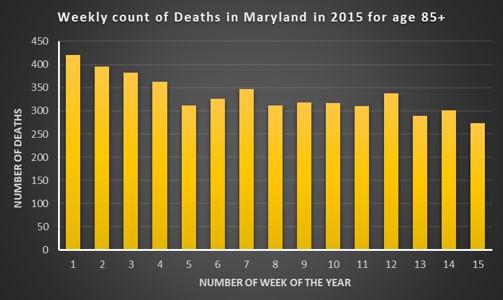 Weekly count of Deaths in Maryland in 2015 for age 85+
450
400
350
300
250
200
150
100
50
0
NUMBER OF DEATHS
1 2 3 4 5 6 7 8 9 10 11 12 13 14 15
NUMBER OF WEEK OF THE YEAR